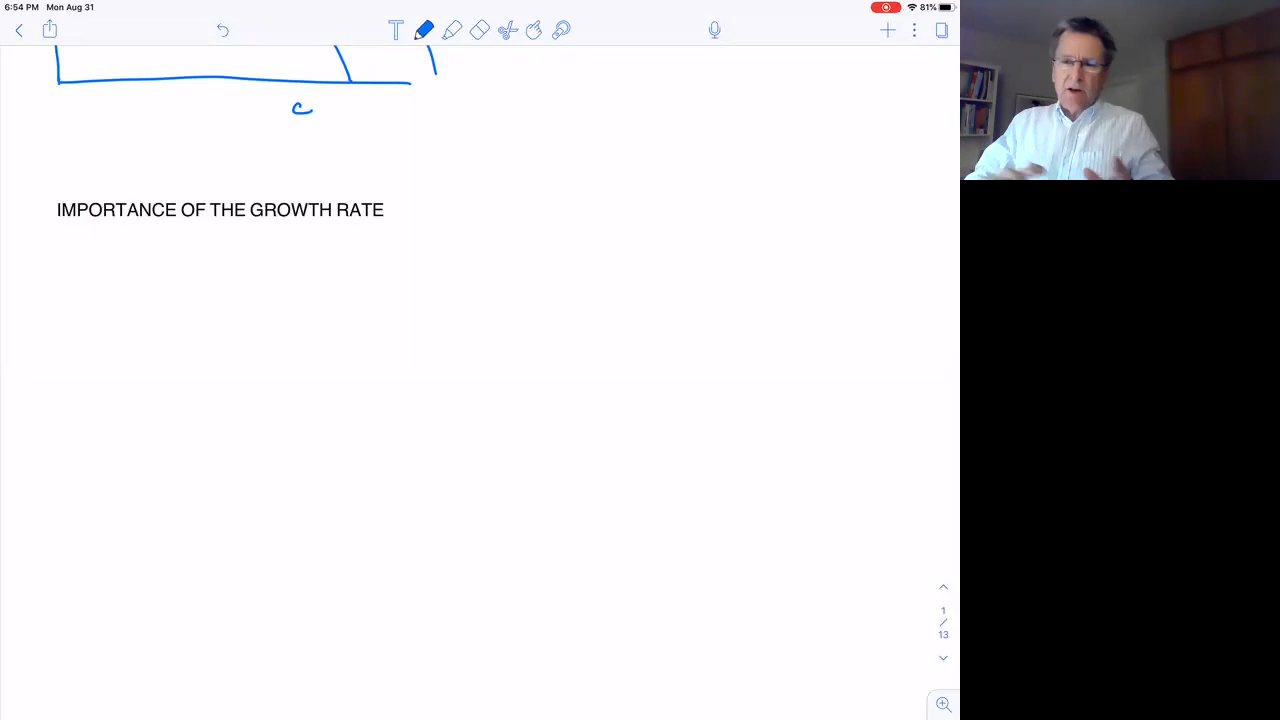 6:54 PM Mon Aug 31
81%
T
c
IMPORTANCE OF THE GROWTH RATE
1
/
13